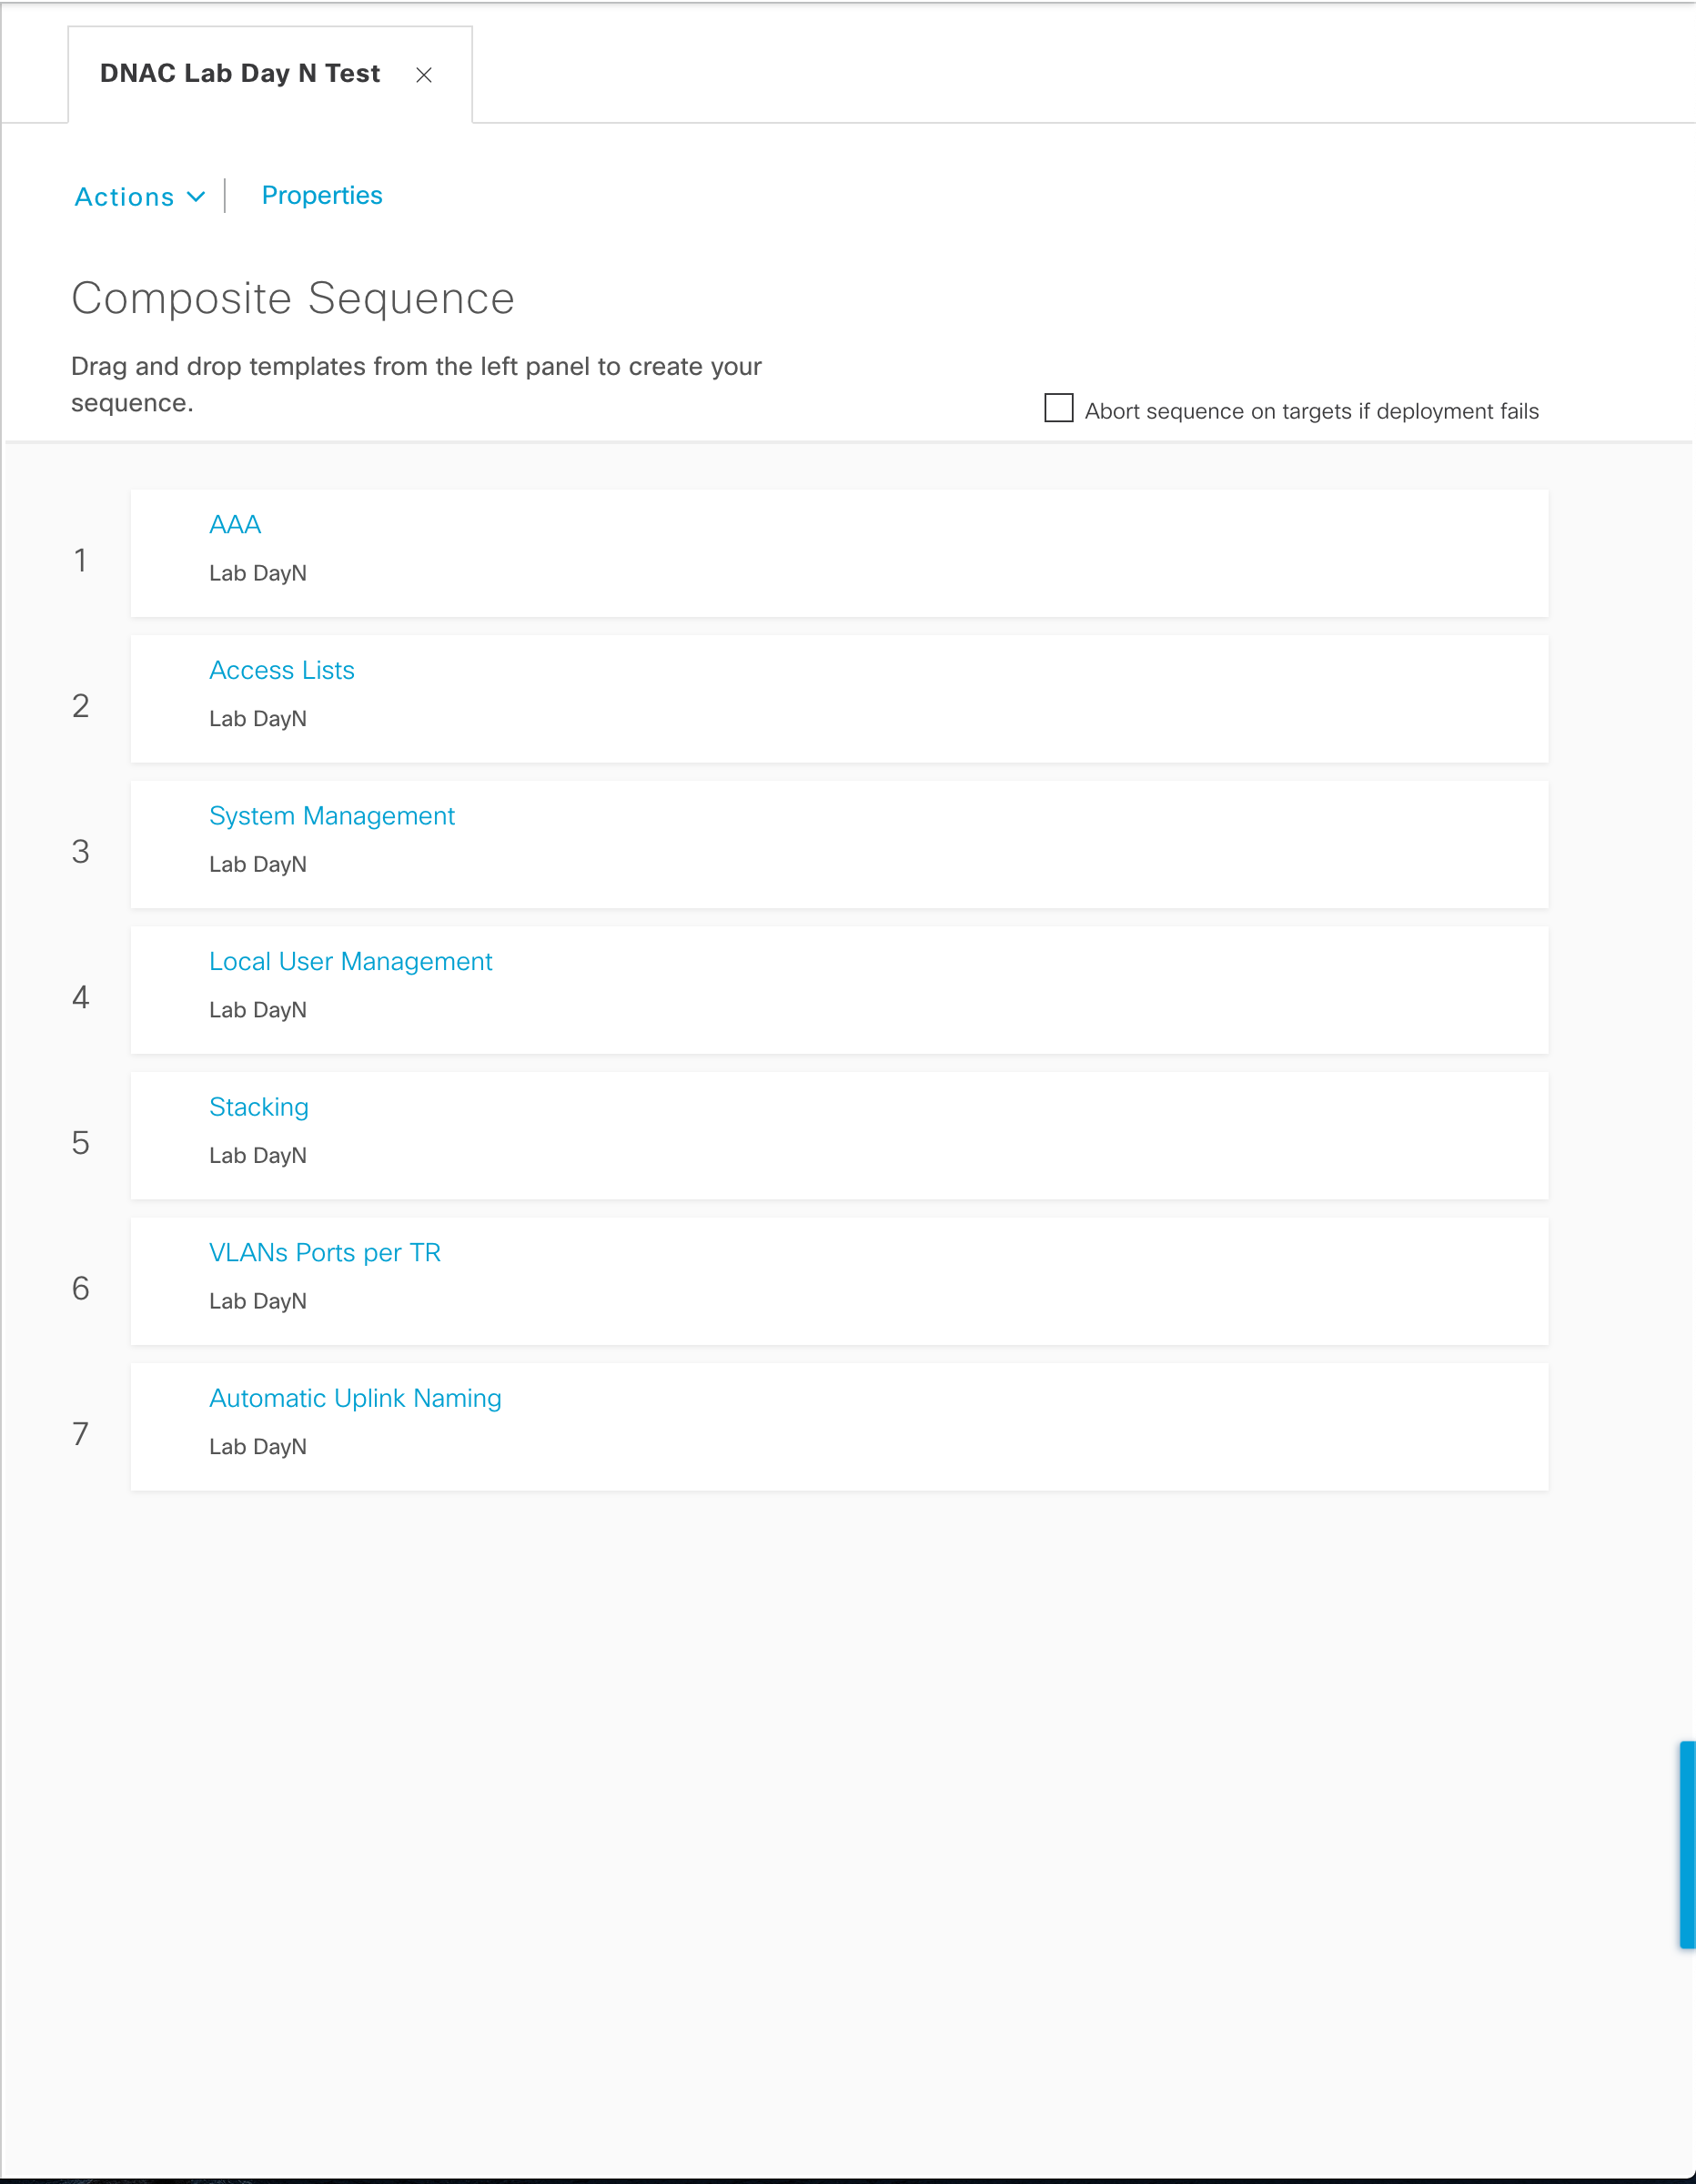 DNAC Lab Day N Test
Actions
Properties
Composite Sequence
Drag and drop templates from the left panel to create your
sequence.
Abort sequence on targets if deployment fails
1
AAA
Lab DayN
2
Access Lists
Lab DayN
3
System Management
Lab DayN
4
Local User Management
Lab DayN
5
Stacking
Lab DayN
6
VLANs Ports per TR
Lab DayN
7
Automatic Uplink Naming
Lab DayN